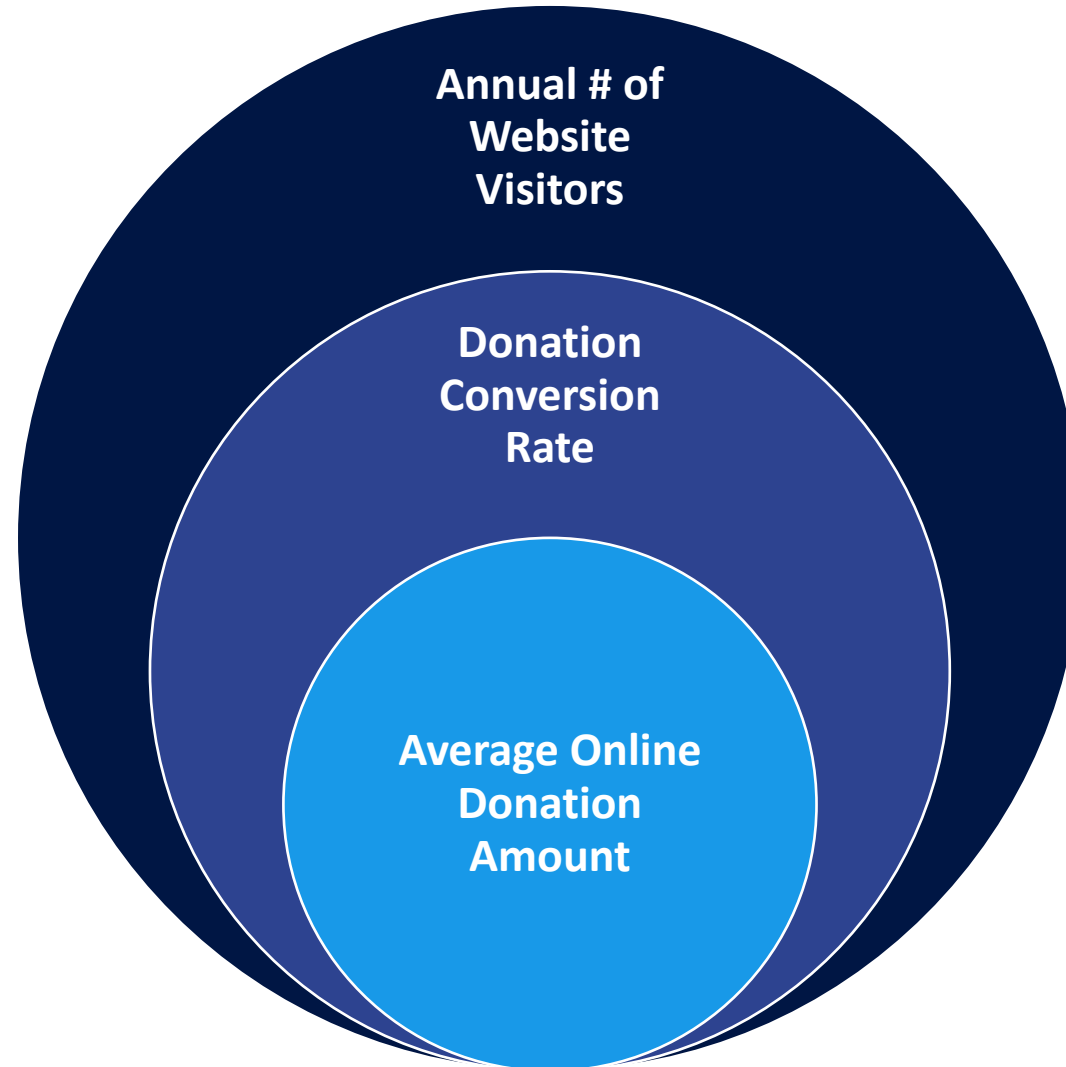 Annual # of
Website
Visitors
Donation
Conversion
Rate
Average Online
Donation
Amount